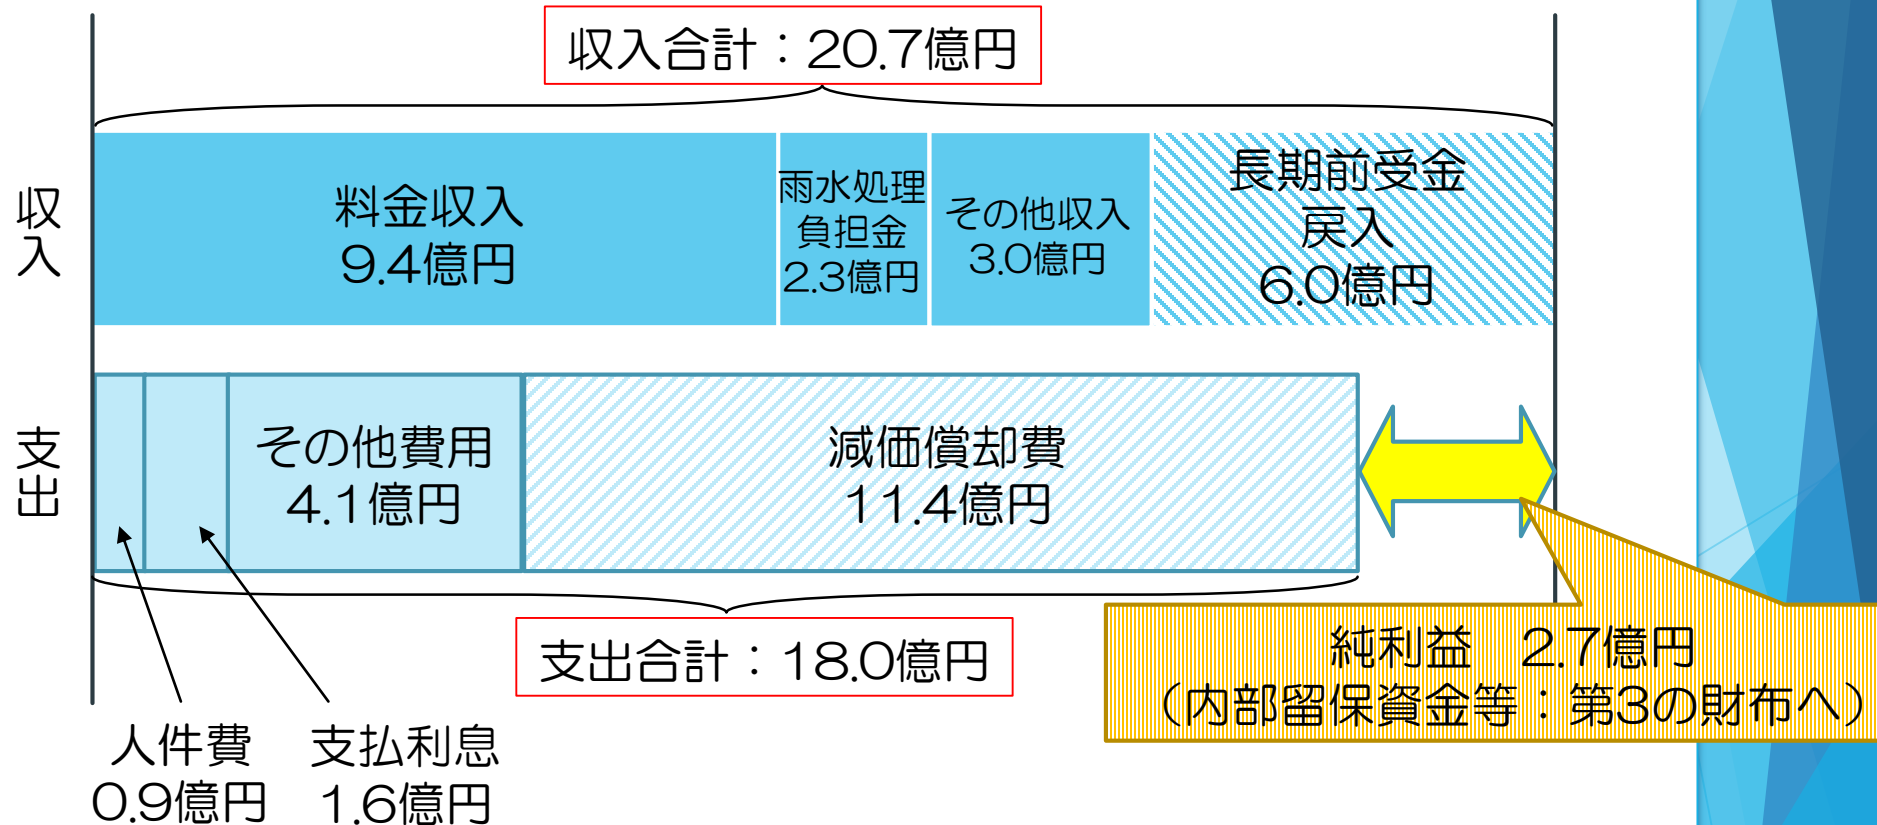 収入合計：20.7億円
収入
料金収入
9.4億円
雨水処理
負担金
2.3億円
その他収入
3.0億円
長期前受金
戻入
6.0億円
支出
その他費用
4.1億円
減価償却費
11.4億円
支出合計：18.0億円
純利益　2.7億円
（内部留保資金等：第3の財布へ）
人件費
0.9億円
支払利息
1.6億円